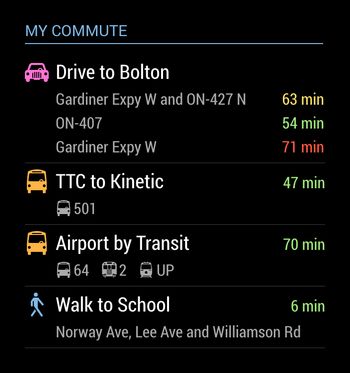 MY COMMUTE
Drive to Bolton
Gardiner Expy W and ON-427 N 63 min
ON-407 54 min
Gardiner Expy W 71 min
TTC to Kinetic 47 min
501
Airport by Transit 70 min
64 2 UP
Walk to School 6 min
Norway Ave, Lee Ave and Williamson Rd